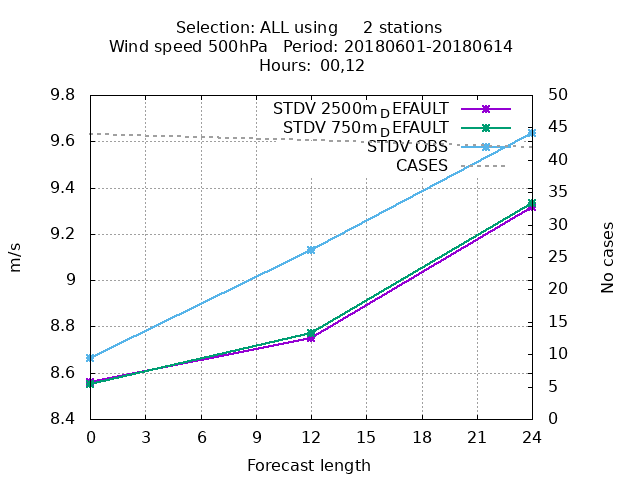 Selection: ALL using     2 stations
Wind speed 500hPa   Period: 20180601-20180614
Hours: 00,12
9.8
9.6
9.4
9.2
9
8.8
8.6
8.4
m/s
STDV 2500mDEFAULT
STDV 750mDEFAULT
STDV OBS
CASES
50
45
40
35
30
25
20
15
10
5
0
No cases
0 3 6 9 12 15 18 21 24
Forecast length